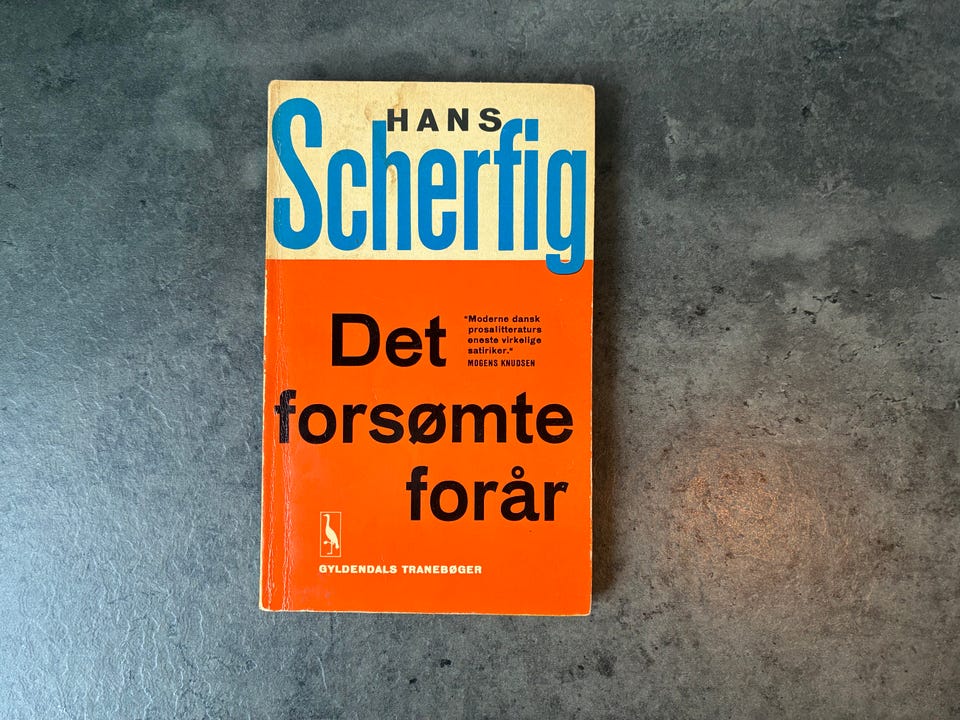 HANS
Scherfig
Det
"Moderne dansk
prosalitteraturs
eneste virkelige
satiriker."
MOGENS KNUDSEN
forsømte
forår
GYLDENDALS TRANEBØGER